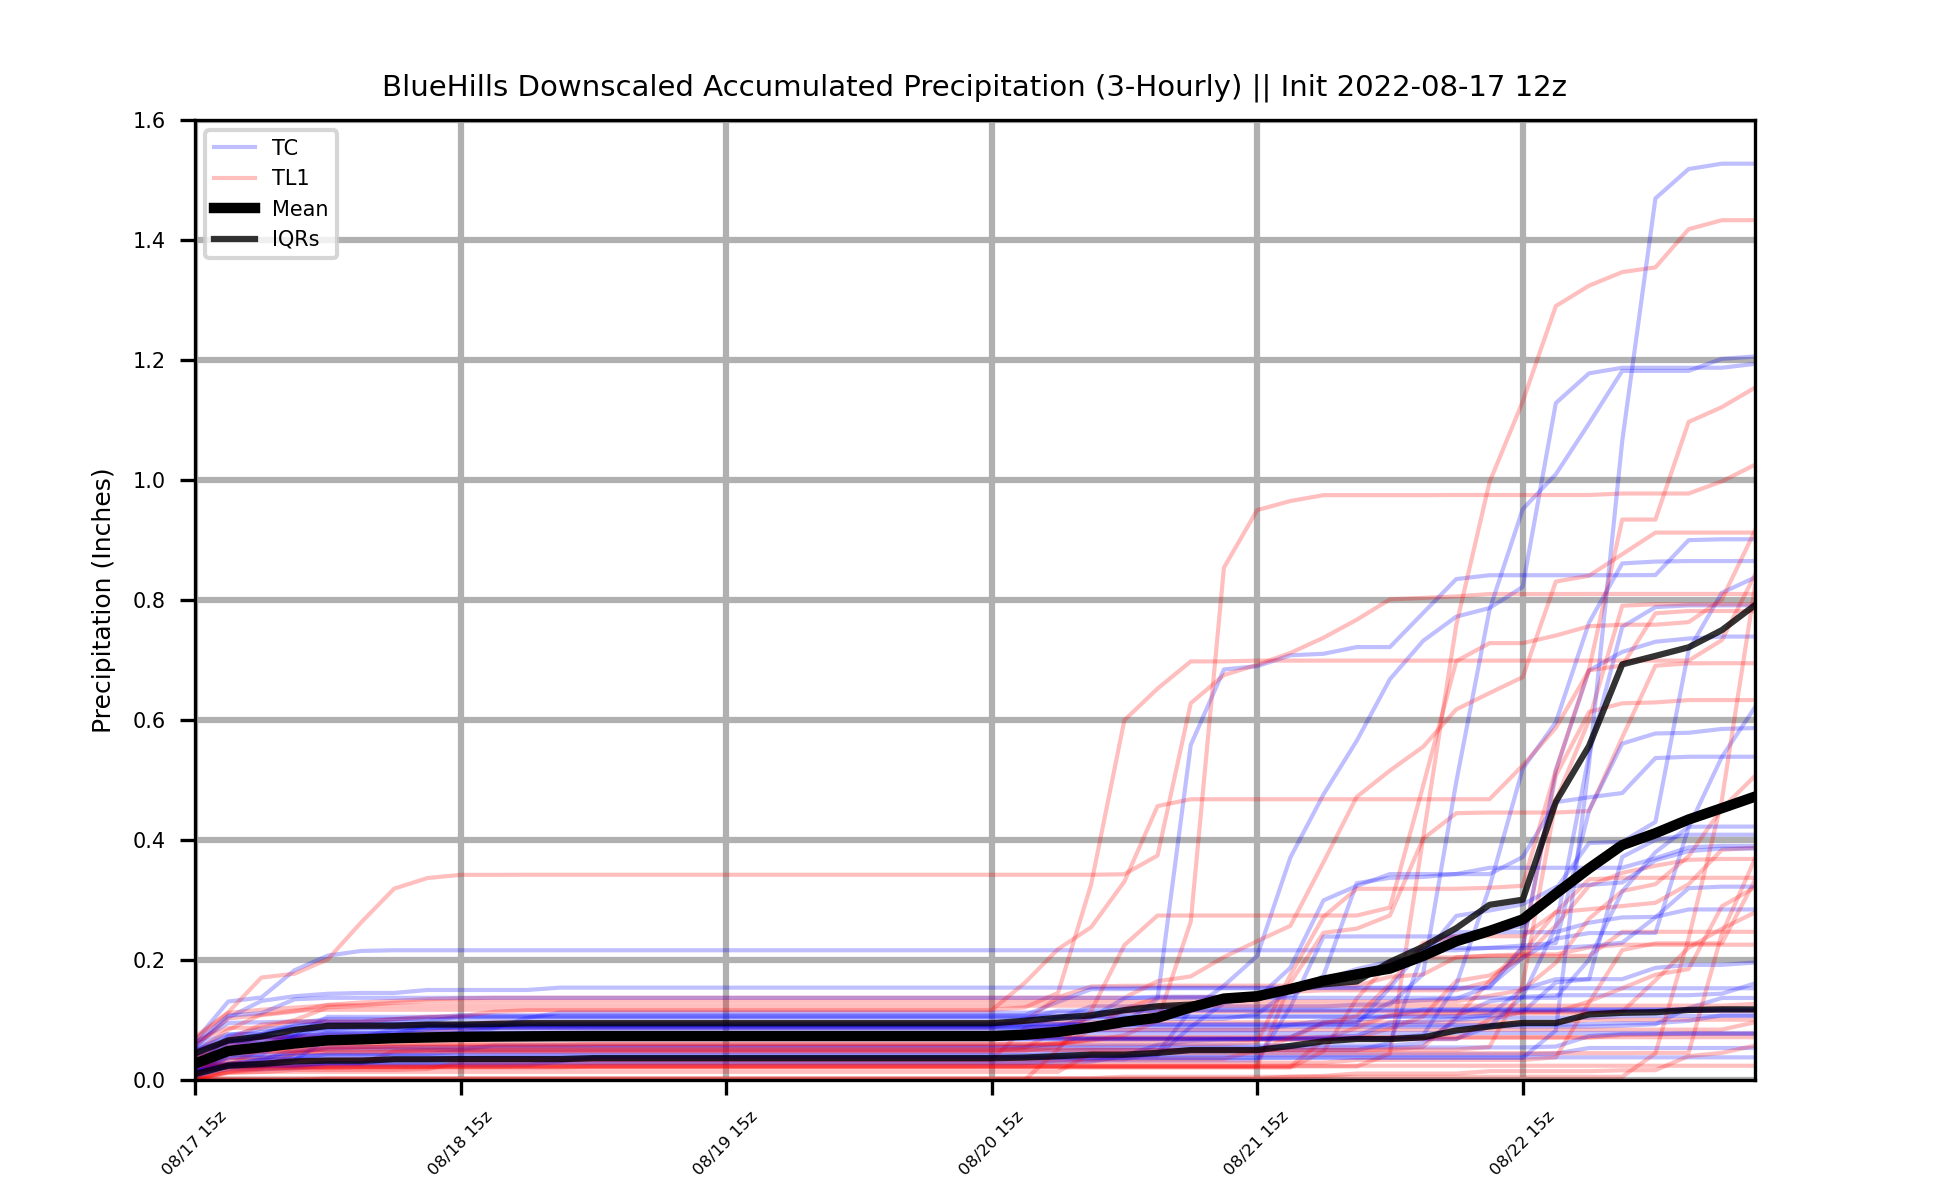 BlueHills Downscaled Accumulated Precipitation (3-Hourly) || Init 2022-08-17 12z
TC
TL1
Mean
IQRs
Precipitation (Inches)
1.6
1.4
1.2
1.0
0.8
0.6
0.4
0.2
0.0
08/17 15z
08/18 15z
08/19 15z
08/20 15z
08/21 15z
08/22 15z